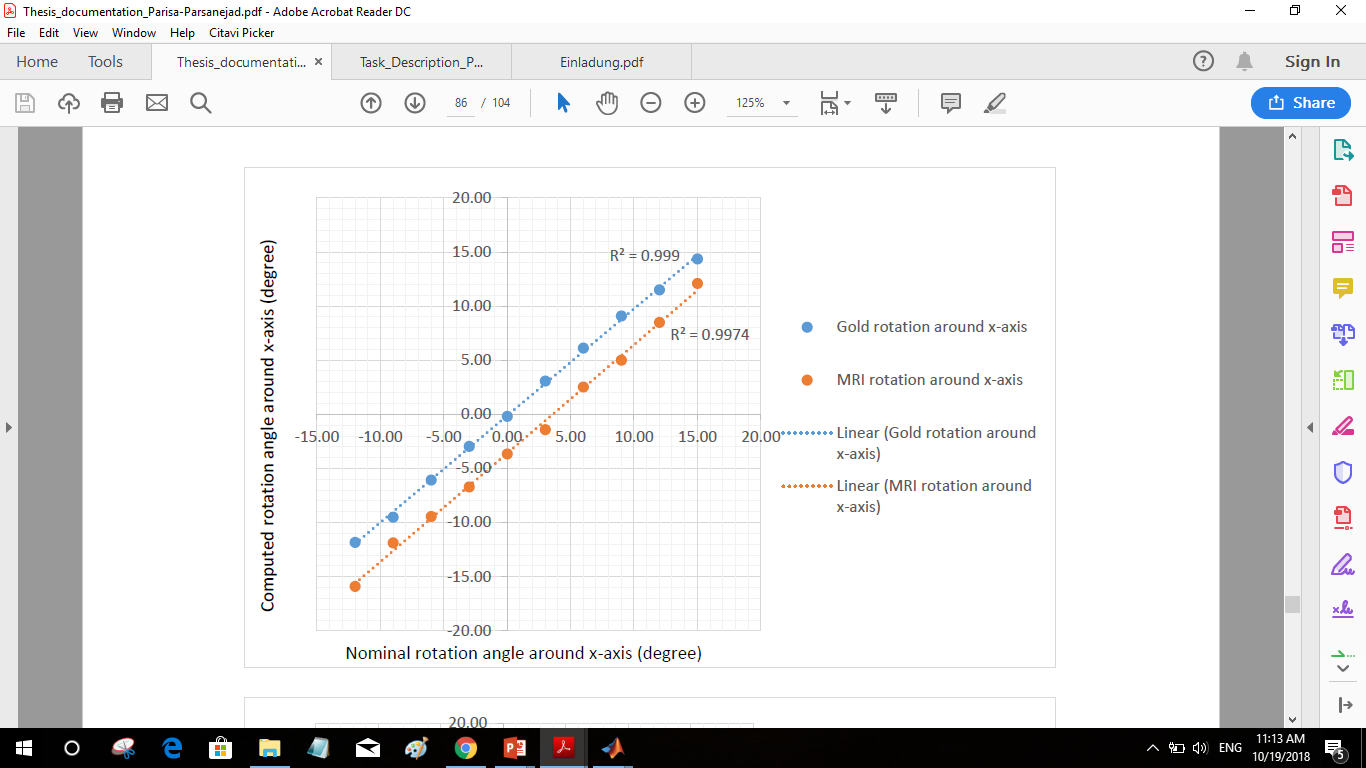 Thesis_documentation_Parisa-Parsanejad.pdf - Adobe Acrobat Reader DC
File Edit View Window Help Citavi Picker
Home Tools Thesis_documentati... × Task_Description_P... Einladung.pdf Sign In
86 / 104 125% Share
20.00
15.00
10.00
5.00
0.00
-5.00
-10.00
-15.00
-20.00
-15.00 -10.00 -5.00 0.00 5.00 10.00 15.00 20.00
R² = 0.999
R² = 0.9974
Computed rotation angle around x-axis (degree)
Nominal rotation angle around x-axis (degree)
Gold rotation around x-axis
MRI rotation around x-axis
Linear (Gold rotation around
x-axis)
Linear (MRI rotation around
x-axis)
20.00
ENG
11:13 AM
10/19/2018
5